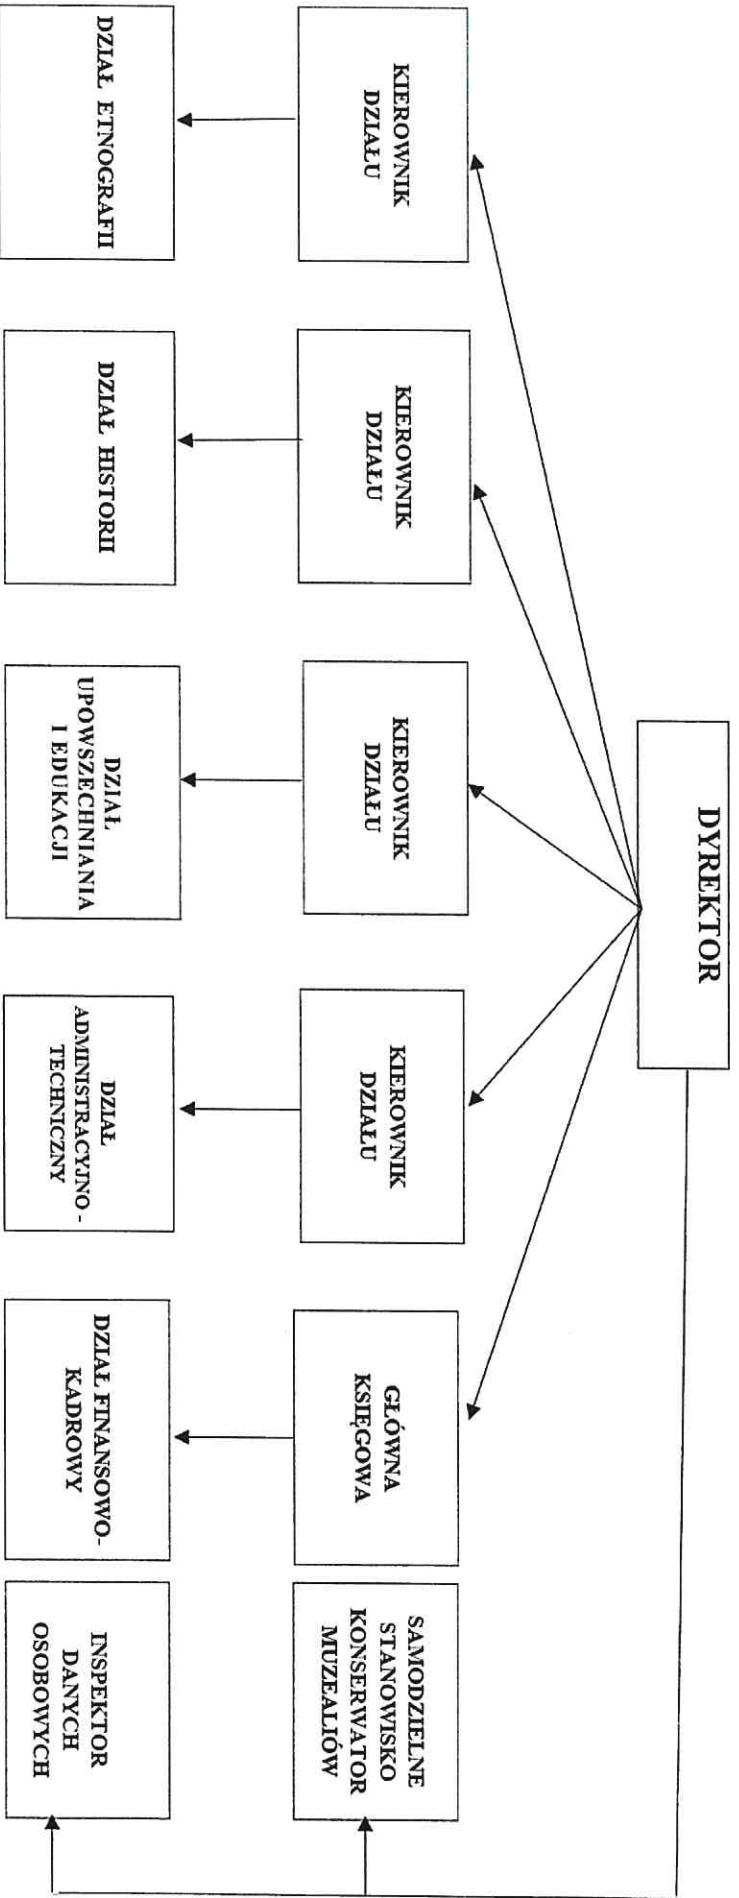 DYREKTOR
KIEROWNIK
DZIAŁU
KIEROWNIK
DZIAŁU
KIEROWNIK
DZIAŁU
KIEROWNIK
DZIAŁU
GŁÓWNA
KSIĘGOWA
SAMODZIELNE
STANOWISKO
KONSERWATOR
MUZEALIÓW
DZIAŁ ETNOGRAFII
DZIAŁ HISTORII
DZIAŁ
UPOWSZECHNIANIA
I EDUKACJI
DZIAŁ
ADMINISTRACYJNO-
TECHNICZNY
DZIAŁ FINANSOWO-
KADROWY
INSPEKTOR
DANYCH
OSOBOWYCH